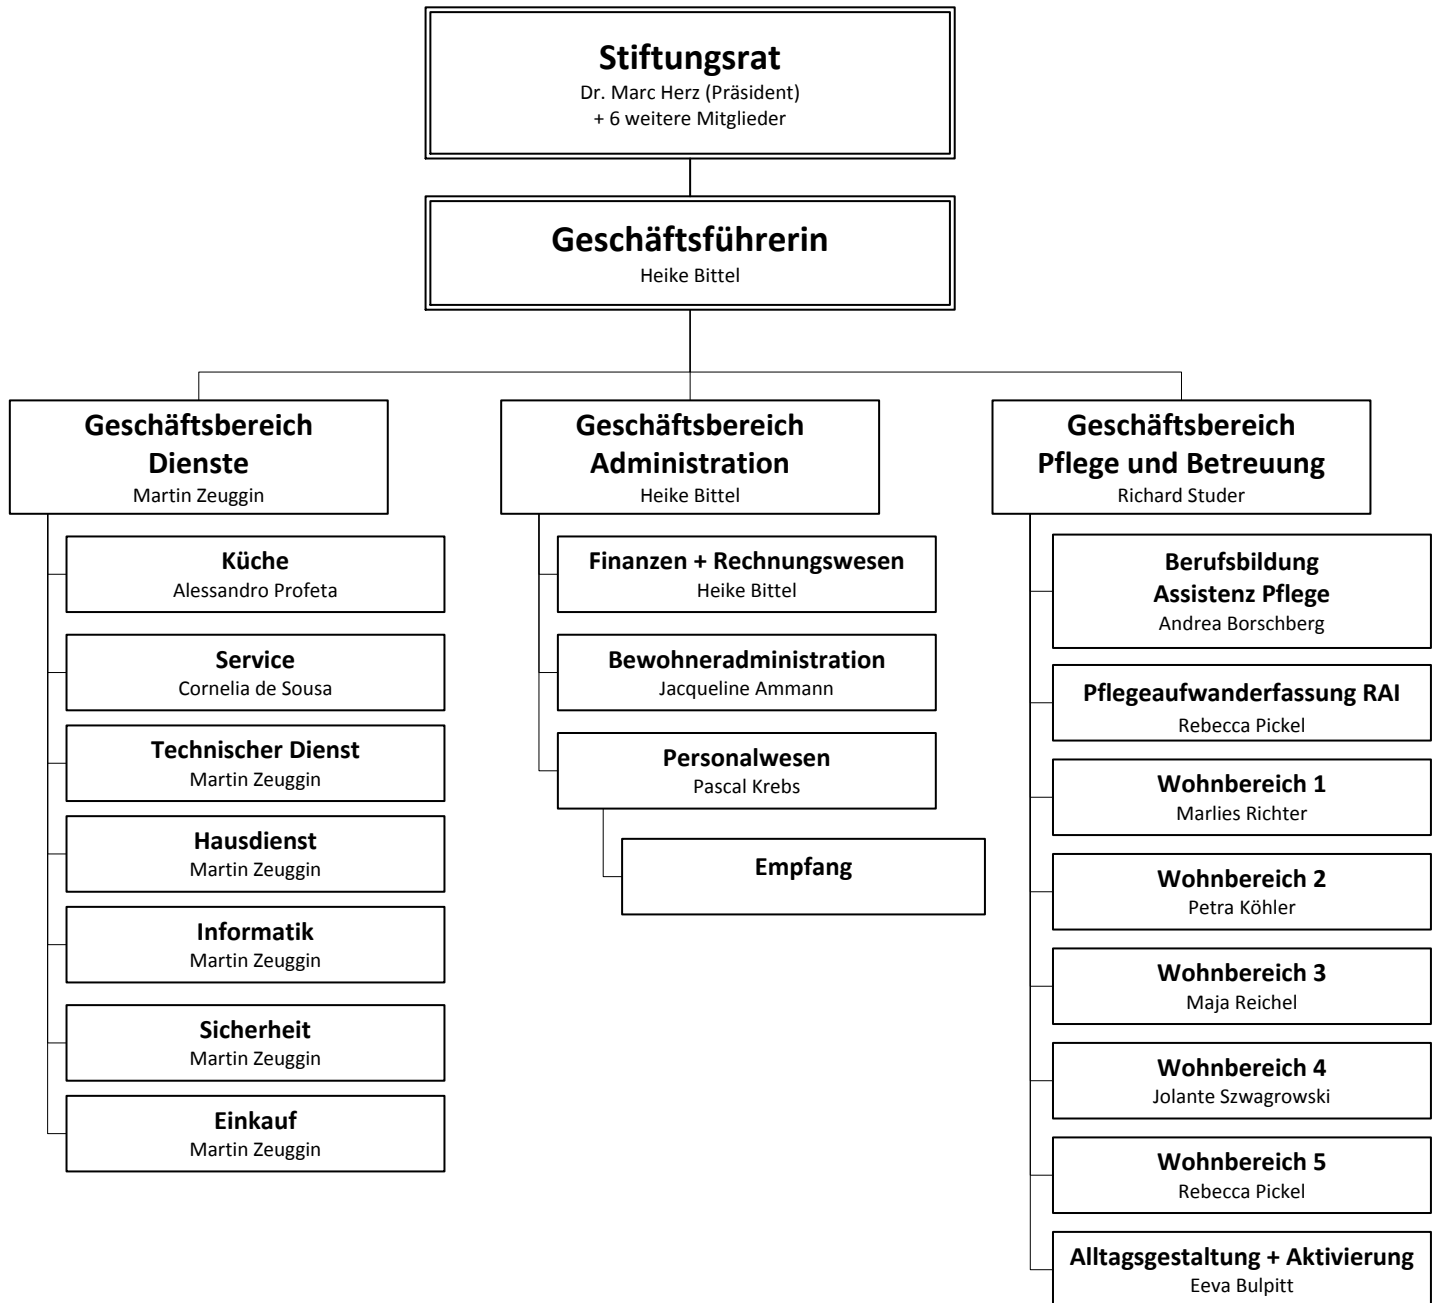 Stiftungsrat
Dr. Marc Herz (Präsident)
+ 6 weitere Mitglieder
Geschäftsführerin
Heike Bittel
Geschäftsbereich
Dienste
Martin Zeuggin
Küche
Alessandro Profeta
Service
Cornelia de Sousa
Technischer Dienst
Martin Zeuggin
Hausdienst
Martin Zeuggin
Informatik
Martin Zeuggin
Sicherheit
Martin Zeuggin
Einkauf
Martin Zeuggin
Geschäftsbereich
Administration
Heike Bittel
Finanzen + Rechnungswesen
Heike Bittel
Bewohneradministration
Jacqueline Ammann
Personalwesen
Pascal Krebs
Empfang
Geschäftsbereich
Pflege und Betreuung
Richard Studer
Berufsbildung
Assistenz Pflege
Andrea Borschberg
Pflegeaufwanderfassung RAI
Rebecca Pickel
Wohnbereich 1
Marlies Richter
Wohnbereich 2
Petra Köhler
Wohnbereich 3
Maja Reichel
Wohnbereich 4
Jolante Szwagrowski
Wohnbereich 5
Rebecca Pickel
Alltagsgestaltung + Aktivierung
Eeva Bulpitt